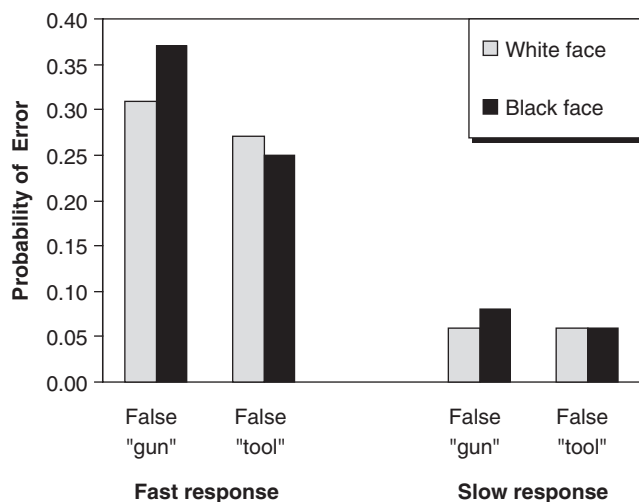 0.40
0.35
0.30
0.25
0.20
0.15
0.10
0.05
0.00
Probability of Error
White face
Black face
False "gun"
False "tool"
False "gun"
False "tool"
Fast response
Slow response